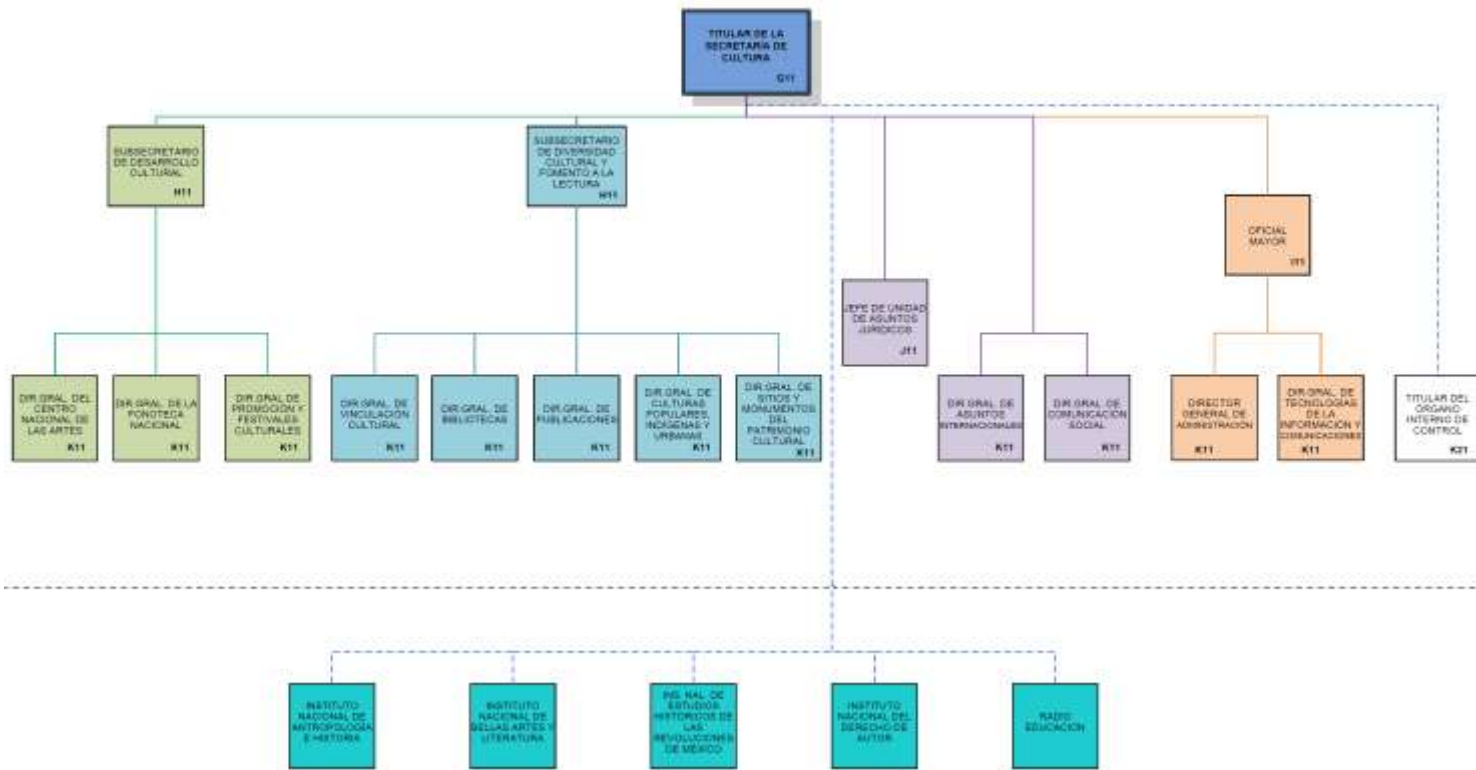 TITULAR DE LA
SECRETARÍA DE
CULTURA
G11
SUBSECRETARIO
DE DESARROLLO
CULTURAL
H11
SUBSECRETARIO
DE DIVERSIDAD
CULTURAL Y
FOMENTO A LA
LECTURA
H11
OFICIAL
MAYOR
JEFE DE UNIDAD
DE ASUNTOS
JURÍDICOS
J11
DIR.GRAL. DEL
CENTRO
NACIONAL DE
LAS ARTES
K11
DIR.GRAL. DE LA
FONOTECA
NACIONAL
K11
DIR.GRAL.DE
PROMOCIÓN Y
FESTIVALES
CULTURALES
K11
DIR.GRAL. DE
VINCULACIÓN
CULTURAL
K11
DIR.GRAL. DE
BIBLIOTECAS
K11
DIR.GRAL. DE
PUBLICACIONES
K11
DIR.GRAL. DE
CULTURAS
POPULARES,
INDÍGENAS Y
URBANAS
K11
DIR.GRAL. DE
SITIOS Y
MONUMENTOS
DEL
PATRIMONIO
CULTURAL
K11
DIR.GRAL. DE
ASUNTOS
INTERNACIONALES
K11
DIR.GRAL. DE
COMUNICACIÓN
SOCIAL
K11
DIRECTOR
GENERAL DE
ADMINISTRACIÓN
K11
DIR.GRAL. DE
TECNOLOGÍAS
DE LA
INFORMACIÓN Y
COMUNICACIONES
K11
TITULAR DEL
ÓRGANO
INTERNO DE
CONTROL
K21
INSTITUTO
NACIONAL DE
ANTROPOLOGÍA
E HISTORIA
INSTITUTO
NACIONAL DE
BELLAS ARTES Y
LITERATURA
INS. NAL. DE
ESTUDIOS
HISTÓRICOS DE
LAS
REVOLUCIONES
DE MÉXICO
INSTITUTO
NACIONAL DEL
DERECHO DE
AUTOR
RADIO
EDUCACIÓN